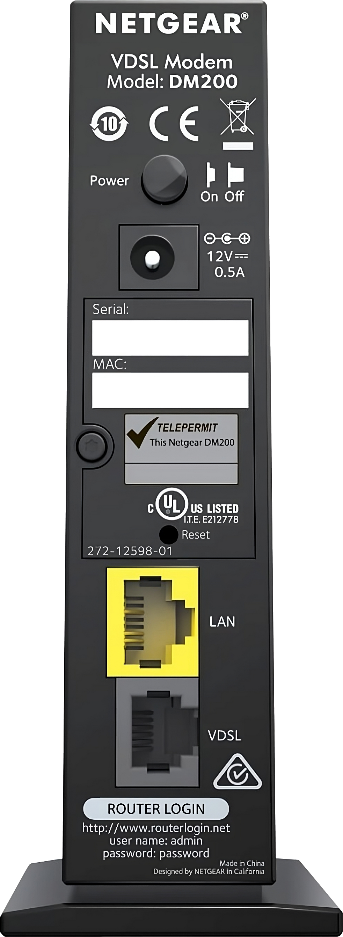 NETGEAR®
VDSL Modem
Model: DM200
10
CE
Power
On Off
12V⎓
0.5A
Serial:
MAC:
TELEPERMIT
This Netgear DM200
C UL US LISTED
I.T.E. E212778
Reset
272-12598-01
LAN
VDSL
ROUTER LOGIN
http://www.routerlogin.net
user name: admin
password: password
Made in China
Designed by NETGEAR in California